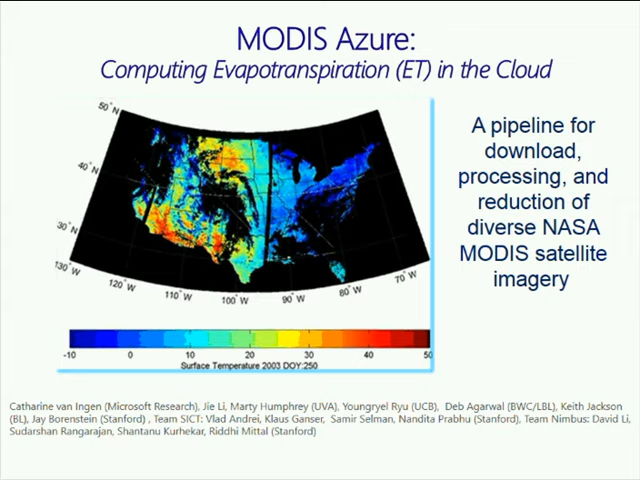 MODIS Azure:
Computing Evapotranspiration (ET) in the Cloud
50°N
40°N
30°N
130°W
120°W
110°W
100°W
90°W
80°W
70°W
A pipeline for
download,
processing, and
reduction of
diverse NASA
MODIS satellite
imagery
-10 0 10 20 30 40 50
Surface Temperature 2003 DOY:250
Catharine van Ingen (Microsoft Research), Jie Li, Marty Humphrey (UVA), Youngryel Ryu (UCB), Deb Agarwal (BWC/LBL), Keith Jackson
(BL), Jay Borenstein (Stanford) , Team SICT: Vlad Andrei, Klaus Ganser, Samir Selman, Nandita Prabhu (Stanford), Team Nimbus: David Li,
Sudarshan Rangarajan, Shantanu Kurhekar, Riddhi Mittal (Stanford)